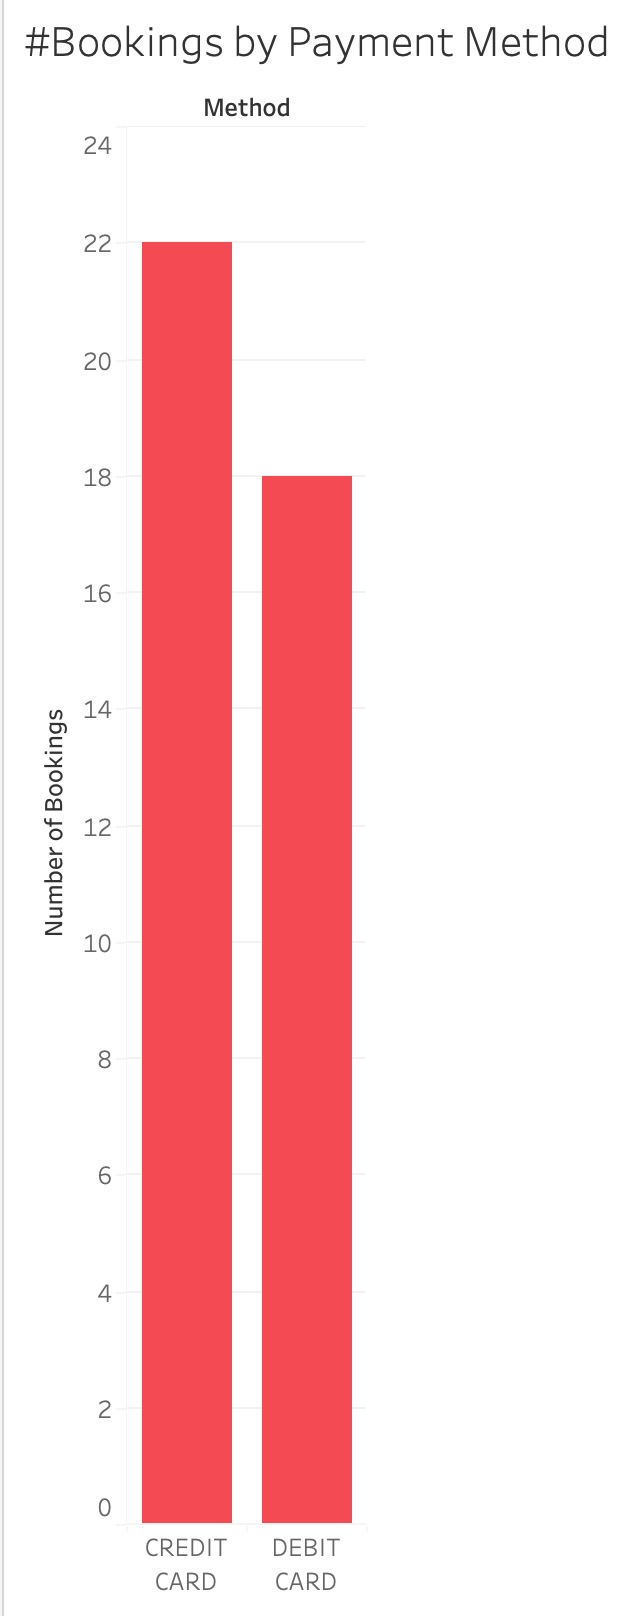 #Bookings by Payment Method
Method
24
22
20
18
16
14
12
10
8
6
4
2
0
Number of Bookings
CREDIT
CARD
DEBIT
CARD